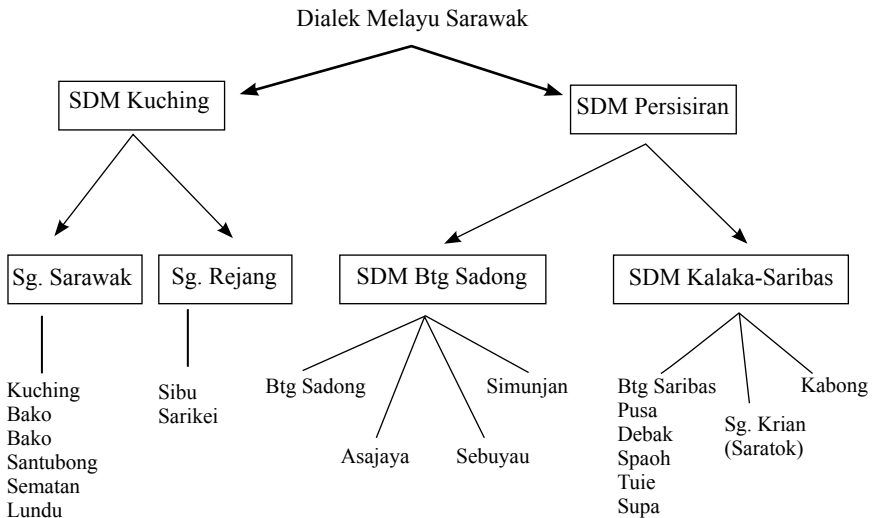 Dialek Melayu Sarawak
SDM Kuching
SDM Persisiran
Sg. Sarawak
Sg. Rejang
SDM Btg Sadong
SDM Kalaka-Saribas
Kuching
Bako
Bako
Santubong
Sematan
Lundu
Sibu
Sarikei
Btg Sadong
Asajaya
Sebuyau
Simunjan
Btg Saribas
Pusa
Debak
Spaoh
Tuie
Supa
Sg. Krian
(Saratok)
Kabong